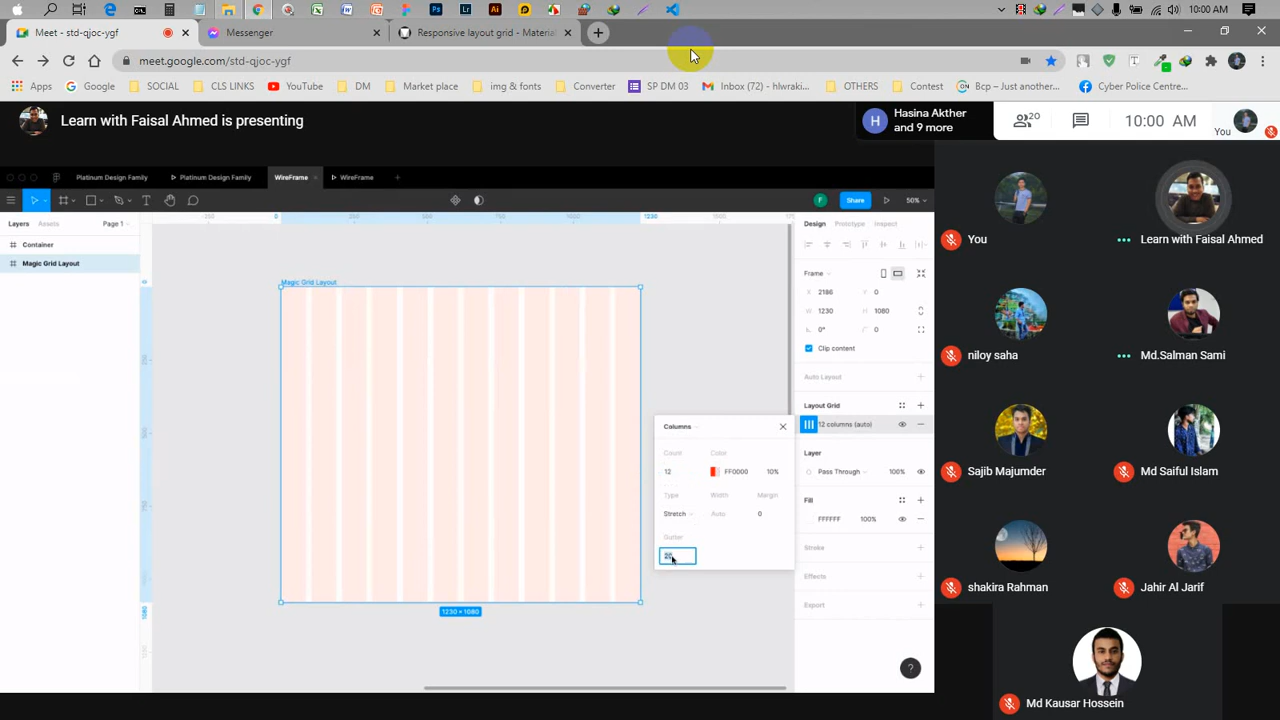 10:00 AM
Meet - std-qjoc-ygf
Messenger
Responsive layout grid - Material
meet.google.com/std-qjoc-ygf
Apps
SOCIAL
CLS LINKS
YouTube
DM
Market place
img & fonts
Converter
SP DM 03
Inbox (72) - hlwraki...
OTHERS
Contest
Bcp – Just another...
Cyber Police Centre...
Learn with Faisal Ahmed is presenting
Hasina Akther
and 9 more
20
10:00 AM
You
Platinum Design Family
Platinum Design Family
WireFrame
WireFrame
F
Share
50%
Layers
Assets
Page 1
0
750
1230
Design
Prototype
Inspect
Container
Magic Grid Layout
Magic Grid Layout
1230 × 1080
Frame
X 2186
Y 0
W 1230
H 1080
0°
0
Clip content
Auto Layout
Layout Grid
12 columns (auto)
Layer
Pass Through
100%
Fill
FFFFFF
100%
Stroke
Effects
Export
?
Columns
Count
Color
12
FF0000
10%
Type
Width
Margin
Stretch
Auto
0
Gutter
You
Learn with Faisal Ahmed
niloy saha
Md.Salman Sami
Sajib Majumder
Md Saiful Islam
shakira Rahman
Jahir Al Jarif
Md Kausar Hossein